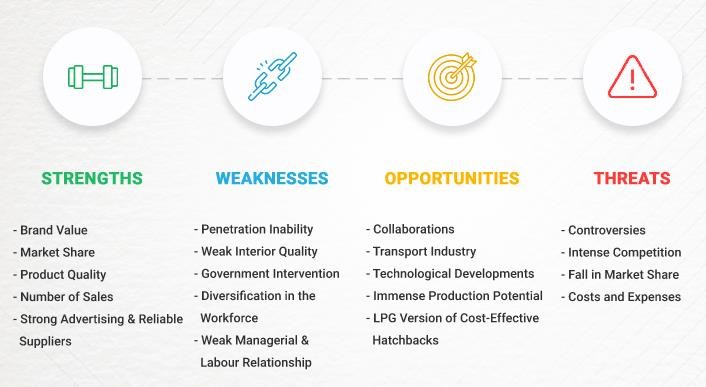 STRENGTHS
- Brand Value
- Market Share
- Product Quality
- Number of Sales
- Strong Advertising & Reliable
Suppliers
WEAKNESSES
- Penetration Inability
- Weak Interior Quality
- Government Intervention
- Diversification in the
Workforce
- Weak Managerial &
Labour Relationship
OPPORTUNITIES
- Collaborations
- Transport Industry
- Technological Developments
- Immense Production Potential
- LPG Version of Cost-Effective
Hatchbacks
THREATS
- Controversies
- Intense Competition
- Fall in Market Share
- Costs and Expenses